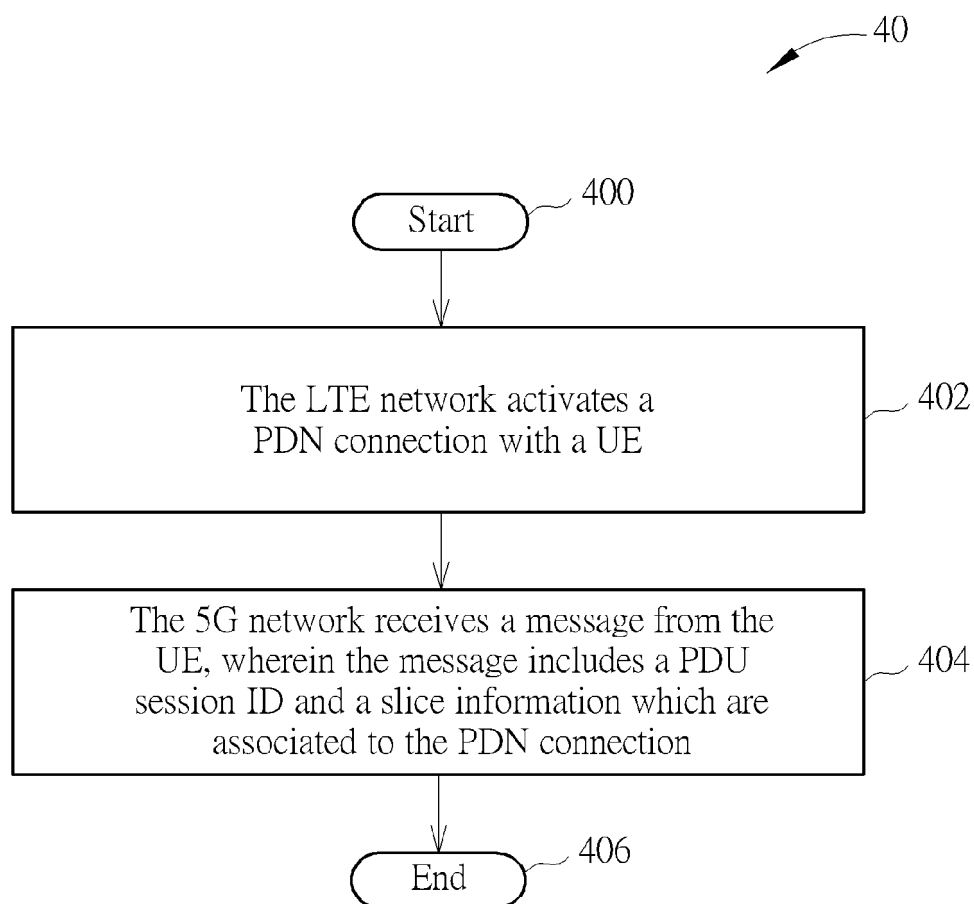 40
Start
400
The LTE network activates a
PDN connection with a UE
402
The 5G network receives a message from the
UE, wherein the message includes a PDU
session ID and a slice information which are
associated to the PDN connection
404
End
406